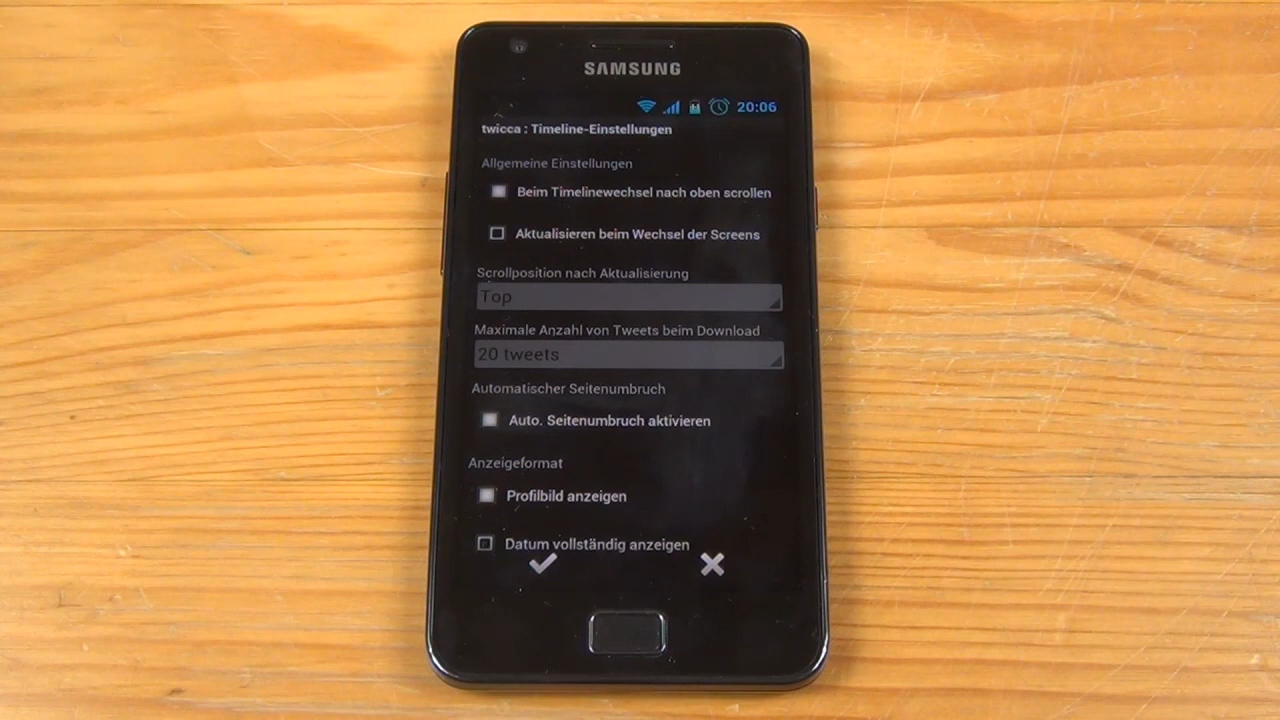 SAMSUNG
20:06
twicca : Timeline-Einstellungen
Allgemeine Einstellungen
Beim Timelinewechsel nach oben scrollen
Aktualisieren beim Wechsel der Screens
Scrollposition nach Aktualisierung
Top
Maximale Anzahl von Tweets beim Download
20 tweets
Automatischer Seitenumbruch
Auto. Seitenumbruch aktivieren
Anzeigeformat
Profilbild anzeigen
Datum vollständig anzeigen